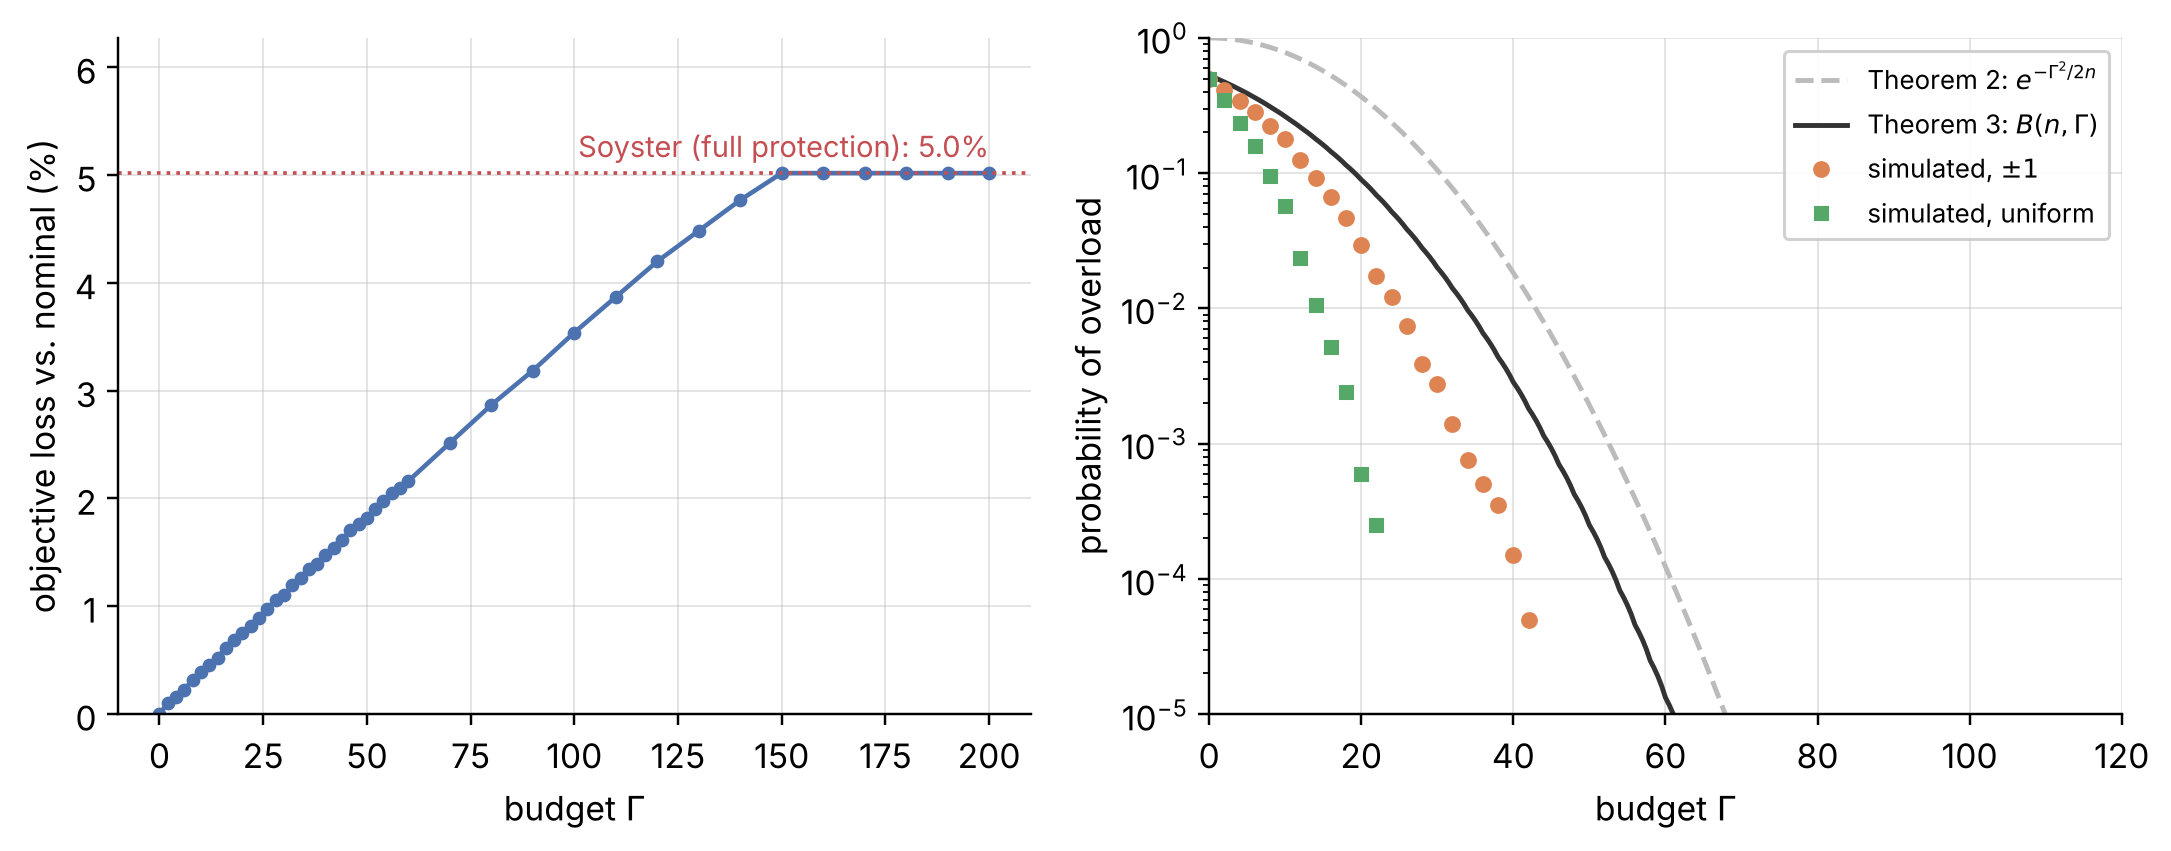 objective loss vs. nominal (%)
6
5
4
3
2
1
0
Soyster (full protection): 5.0%
0 25 50 75 100 125 150 175 200
budget Γ
probability of overload
10⁰
10⁻¹
10⁻²
10⁻³
10⁻⁴
10⁻⁵
Theorem 2: e^{−Γ²/2n}
Theorem 3: B(n, Γ)
simulated, ±1
simulated, uniform
0 20 40 60 80 100 120
budget Γ